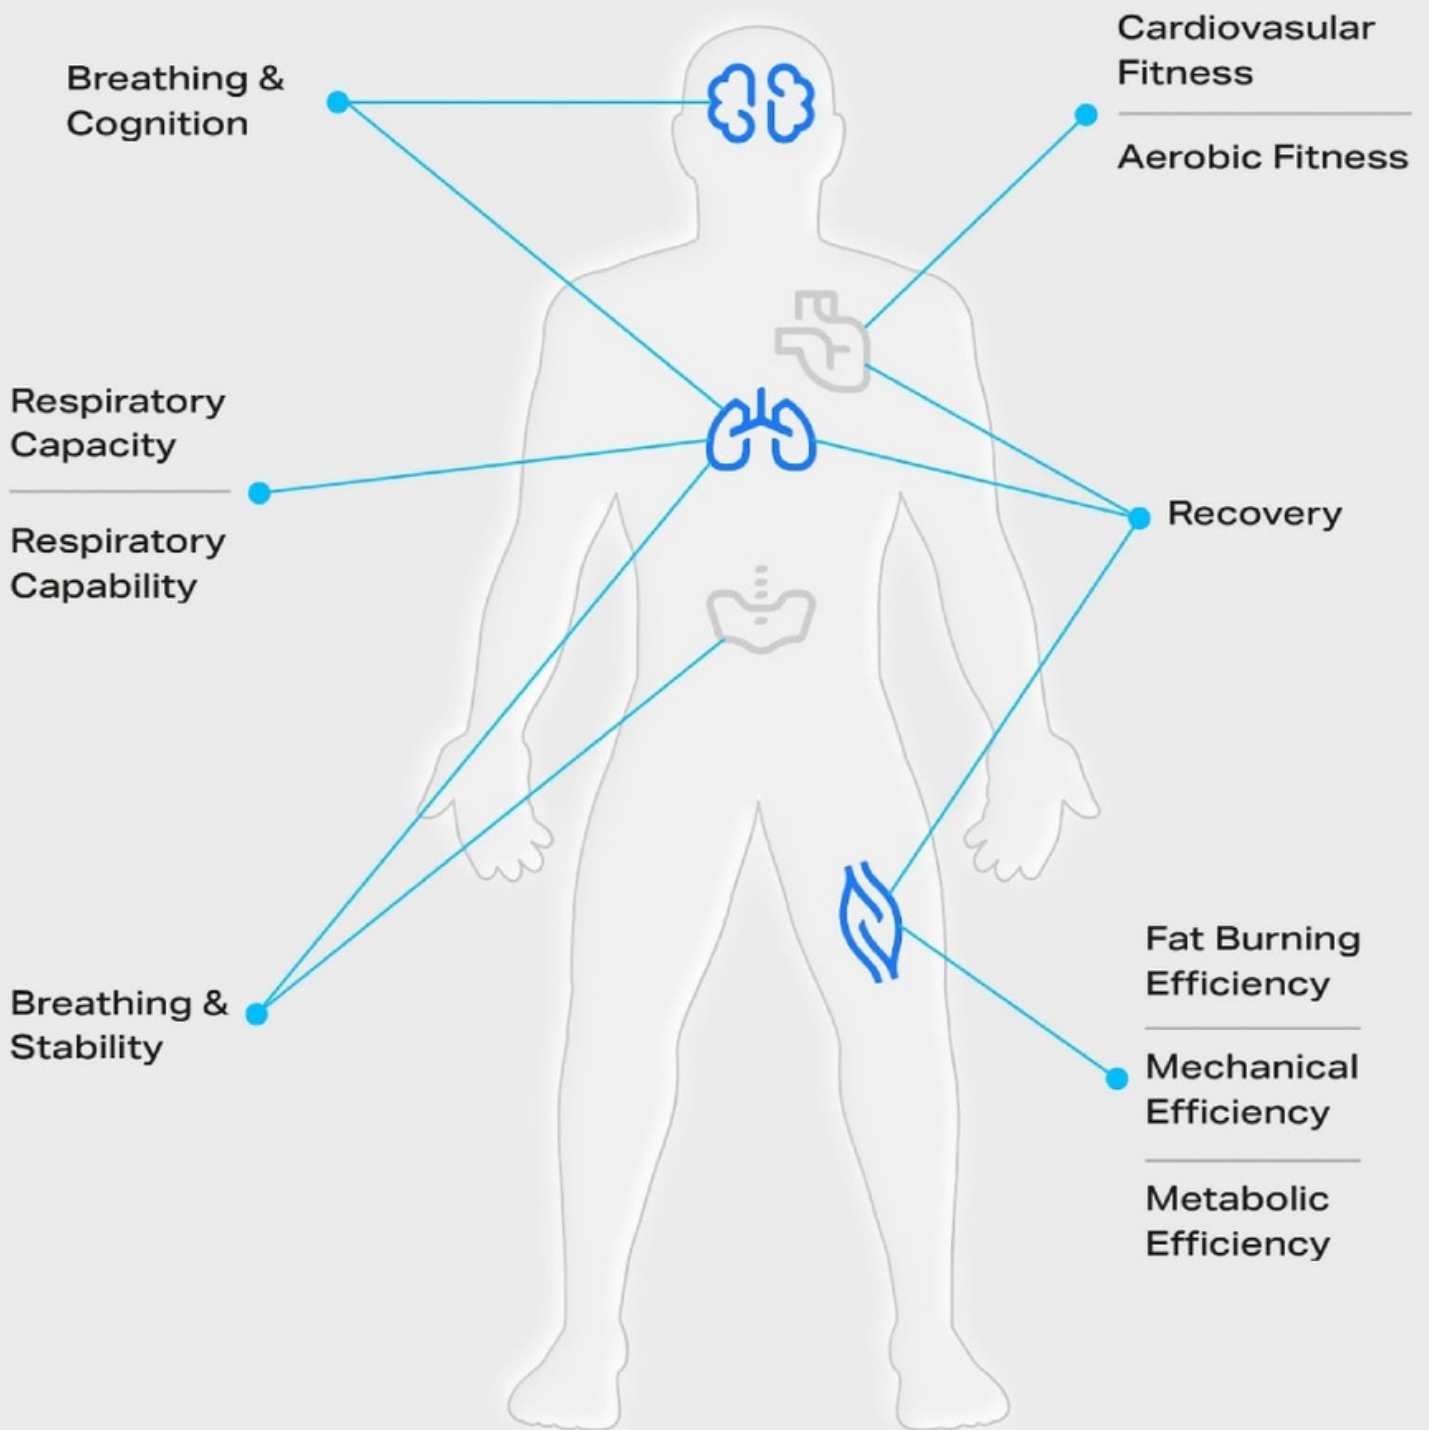 Breathing &
Cognition
Cardiovasular
Fitness
Aerobic Fitness
Respiratory
Capacity
Respiratory
Capability
Recovery
Breathing &
Stability
Fat Burning
Efficiency
Mechanical
Efficiency
Metabolic
Efficiency